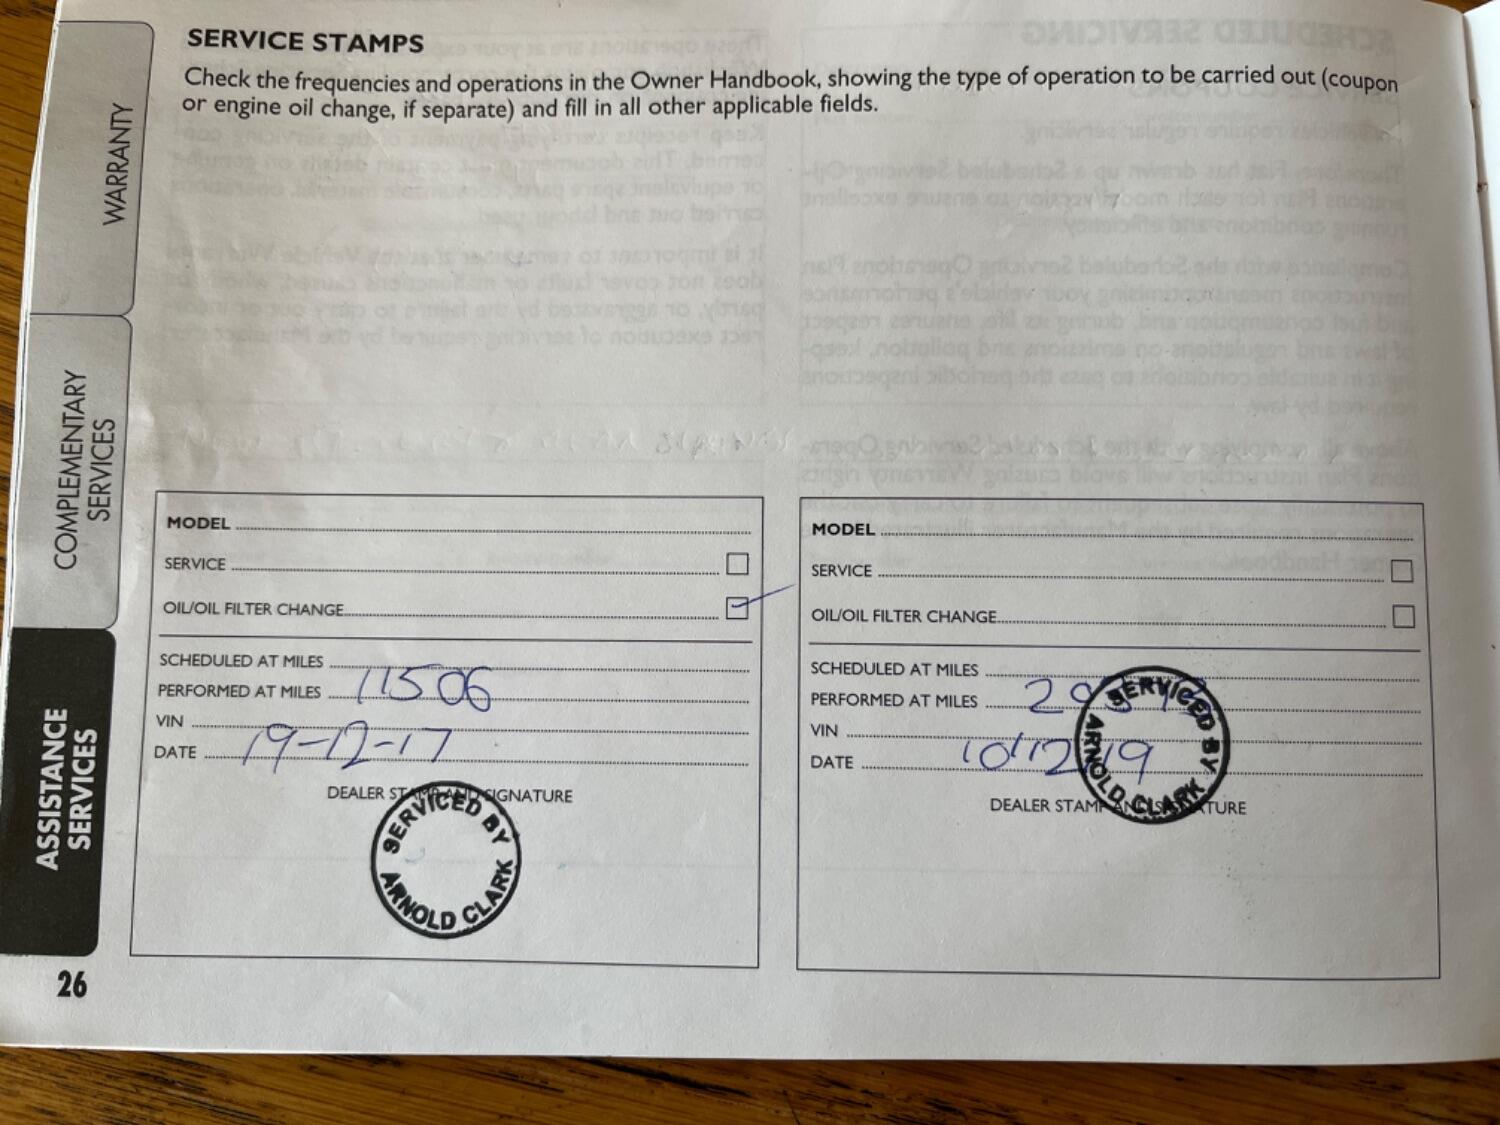 SERVICE STAMPS
Check the frequencies and operations in the Owner Handbook, showing the type of operation to be carried out (coupon
or engine oil change, if separate) and fill in all other applicable fields.
WARRANTY
COMPLEMENTARY
SERVICES
ASSISTANCE
SERVICES
26
MODEL
SERVICE
OIL/OIL FILTER CHANGE
SCHEDULED AT MILES
PERFORMED AT MILES 11506
VIN
DATE 19-12-17
DEALER STAMP AND SIGNATURE
SERVICED BY
ARNOLD CLARK
MODEL
SERVICE
OIL/OIL FILTER CHANGE
SCHEDULED AT MILES
PERFORMED AT MILES
VIN
DATE 10/12/19
DEALER STAMP AND SIGNATURE
SERVICED BY
ARNOLD CLARK